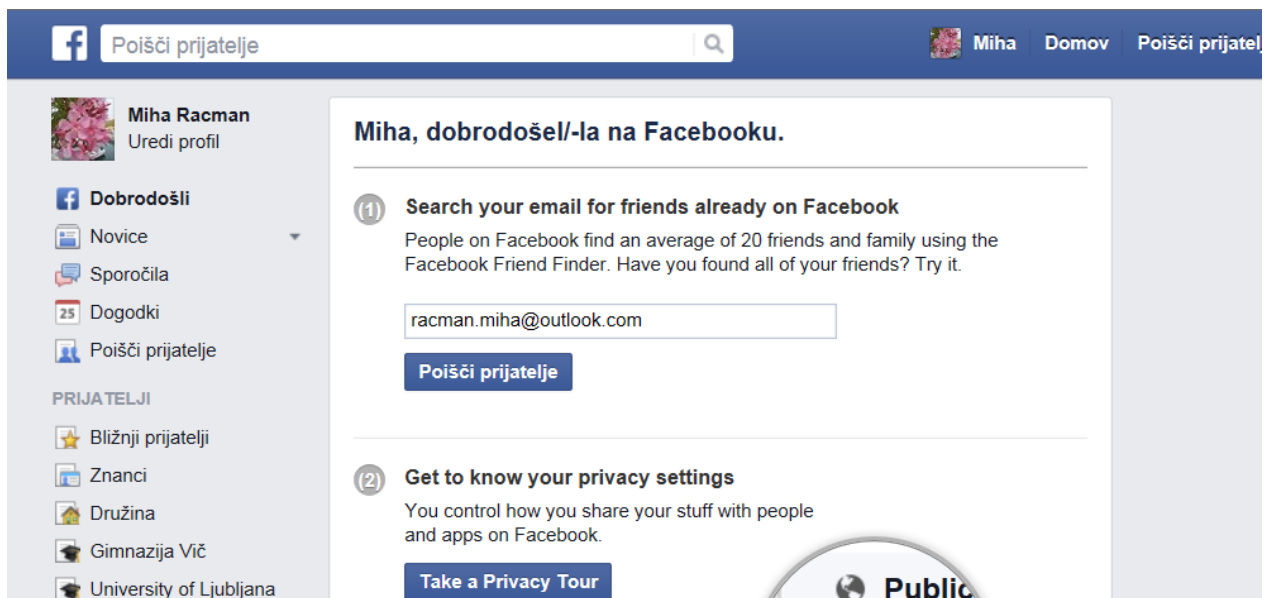 f
Poišči prijatelje
Miha
Domov
Poišči prijatelj
Miha Racman
Uredi profil
Dobrodošli
Novice
Sporočila
25 Dogodki
Poišči prijatelje
PRIJATELJI
Bližnji prijatelji
Znanci
Družina
Gimnazija Vič
University of Ljubljana
Miha, dobrodošel/-la na Facebooku.
(1) Search your email for friends already on Facebook
People on Facebook find an average of 20 friends and family using the
Facebook Friend Finder. Have you found all of your friends? Try it.
racman.miha@outlook.com
Poišči prijatelje
(2) Get to know your privacy settings
You control how you share your stuff with people
and apps on Facebook.
Take a Privacy Tour
Public